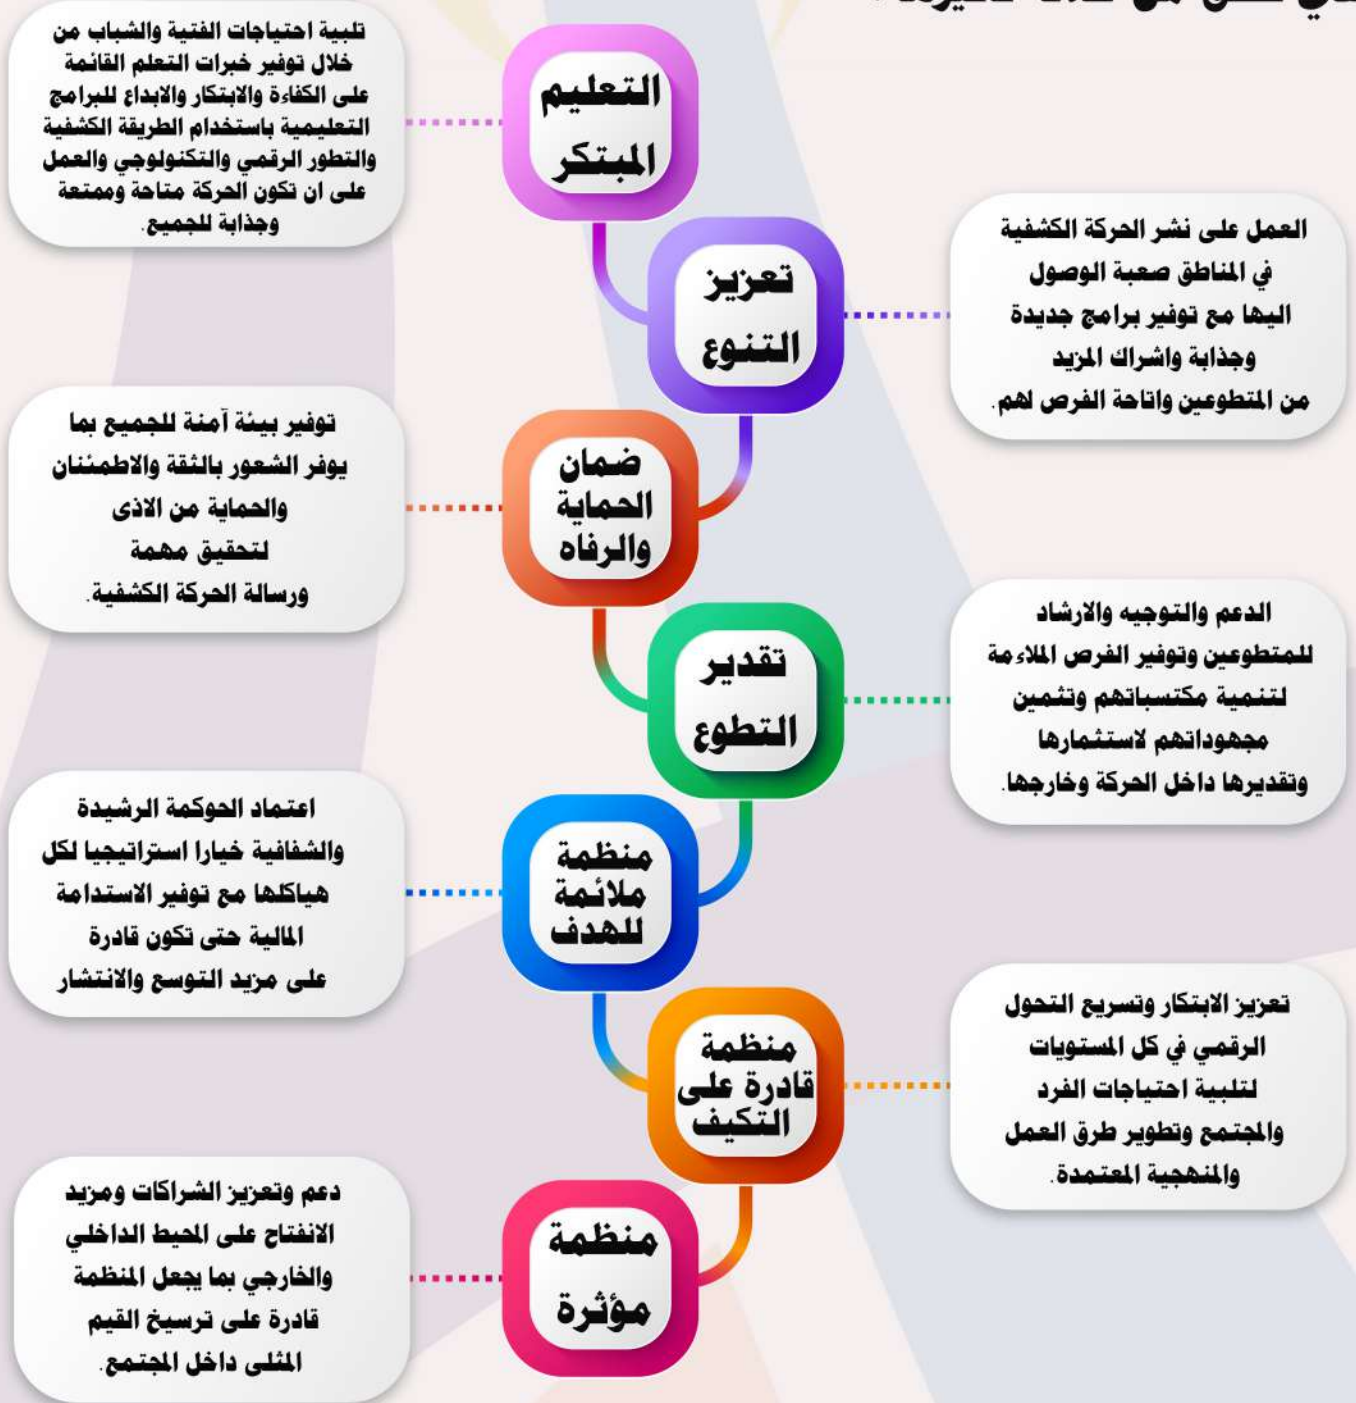 التعليم
المبتكر
تلبية احتياجات الفتية والشباب من
خلال توفير خبرات التعلم القائمة
على الكفاءة والابتكار والابداع للبرامج
التعليمية باستخدام الطريقة الكشفية
والتطور الرقمي والتكنولوجي والعمل
على ان تكون الحركة متاحة وممتعة
وجذابة للجميع.
تعزيز
التنوع
العمل على نشر الحركة الكشفية
في المناطق صعبة الوصول
اليها مع توفير برامج جديدة
وجذابة واشراك المزيد
من المتطوعين واتاحة الفرص لهم.
ضمان
الحماية
والرفاه
توفير بيئة آمنة للجميع بما
يوفر الشعور بالثقة والاطمئنان
والحماية من الاذى
لتحقيق مهمة
ورسالة الحركة الكشفية.
تقدير
التطوع
الدعم والتوجيه والارشاد
للمتطوعين وتوفير الفرص الملاءمة
لتنمية مكتسباتهم وتثمين
مجهوداتهم لاستثمارها
وتقديرها داخل الحركة وخارجها.
منظمة
ملائمة
للهدف
اعتماد الحوكمة الرشيدة
والشفافية خيارا استراتيجيا لكل
هياكلها مع توفير الاستدامة
المالية حتى تكون قادرة
على مزيد التوسع والانتشار
منظمة
قادرة على
التكيف
تعزيز الابتكار وتسريع التحول
الرقمي في كل المستويات
لتلبية احتياجات الفرد
والمجتمع وتطوير طرق العمل
والمنهجية المعتمدة.
منظمة
مؤثرة
دعم وتعزيز الشراكات ومزيد
الانفتاح على المحيط الداخلي
والخارجي بما يجعل المنظمة
قادرة على ترسيخ القيم
المثلى داخل المجتمع.